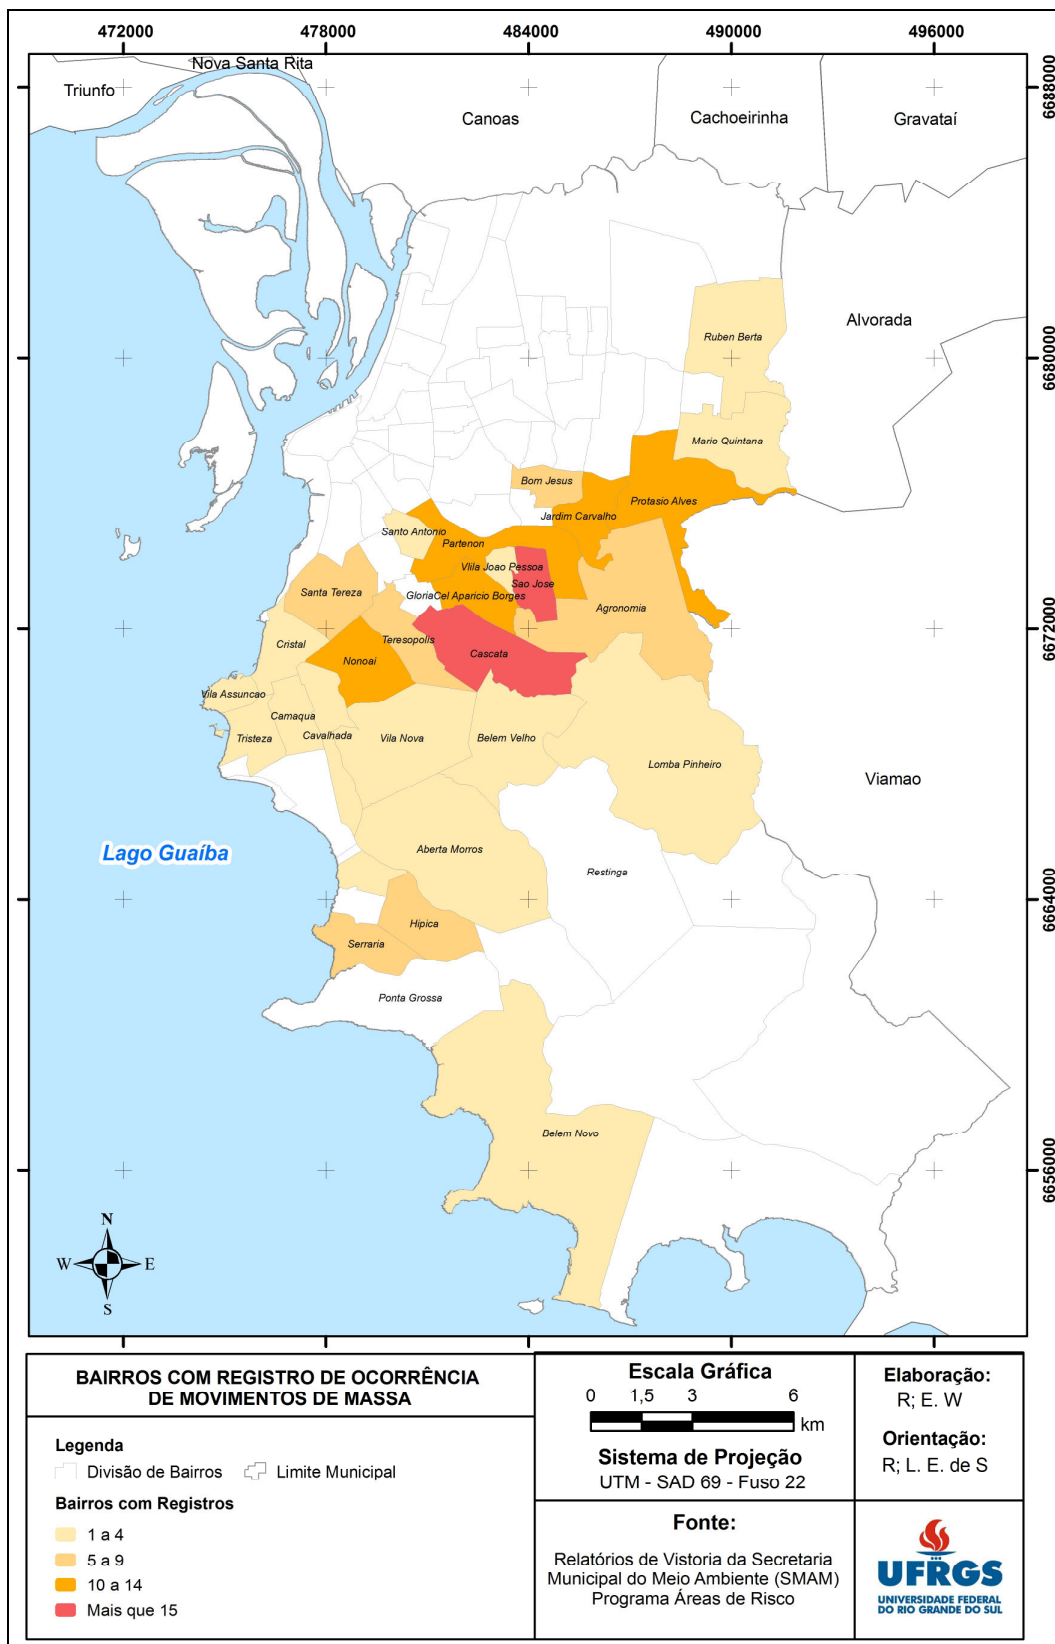 472000 478000 484000 490000 496000
Nova Santa Rita
Triunfo
Canoas
Cachoeirinha
Gravataí
6688000
Alvorada
Ruben Berta
6680000
Mario Quintana
Bom Jesus
Protasio Alves
Jardim Carvalho
Santo Antonio
Partenon
Vlila Joao Pessoa
Sao Jose
Santa Tereza
Gloria
Cel Aparicio Borges
Agronomia
6672000
Cristal
Teresopolis
Nonoai
Cascata
Vila Assuncao
Camaqua
Tristeza
Cavalhada
Vila Nova
Belem Velho
Lomba Pinheiro
Viamao
Lago Guaíba
Aberta Morros
Restinga
6664000
Hipica
Serraria
Ponta Grossa
Belem Novo
6656000
N
W E
S
BAIRROS COM REGISTRO DE OCORRÊNCIA
DE MOVIMENTOS DE MASSA
Legenda
Divisão de Bairros Limite Municipal
Bairros com Registros
1 a 4
5 a 9
10 a 14
Mais que 15
Escala Gráfica
0 1,5 3 6
km
Sistema de Projeção
UTM - SAD 69 - Fuso 22
Fonte:
Relatórios de Vistoria da Secretaria
Municipal do Meio Ambiente (SMAM)
Programa Áreas de Risco
Elaboração:
R; E. W
Orientação:
R; L. E. de S
UFRGS
UNIVERSIDADE FEDERAL
DO RIO GRANDE DO SUL